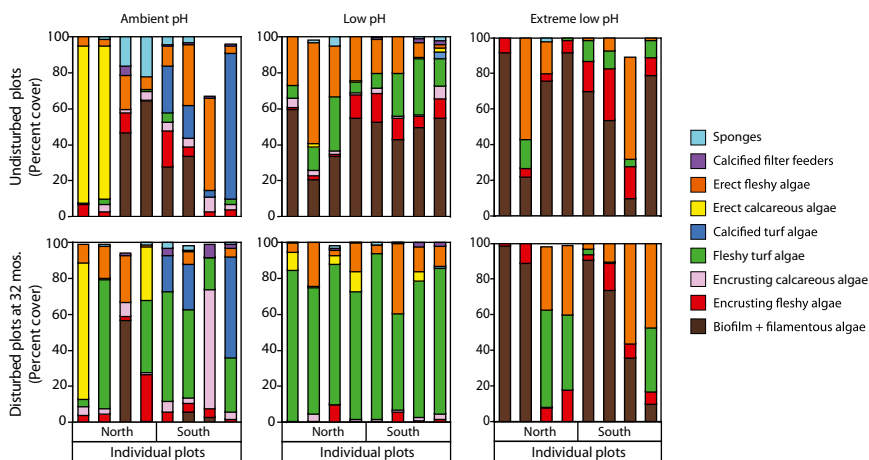 Ambient pH
Low pH
Extreme low pH
Undisturbed plots
(Percent cover)
100
80
60
40
20
0
100
80
60
40
20
0
100
80
60
40
20
0
Sponges
Calcified filter feeders
Erect fleshy algae
Erect calcareous algae
Calcified turf algae
Fleshy turf algae
Encrusting calcareous algae
Encrusting fleshy algae
Biofilm + filamentous algae
Disturbed plots at 32 mos.
(Percent cover)
100
80
60
40
20
0
100
80
60
40
20
0
100
80
60
40
20
0
North South
North South
North South
Individual plots
Individual plots
Individual plots